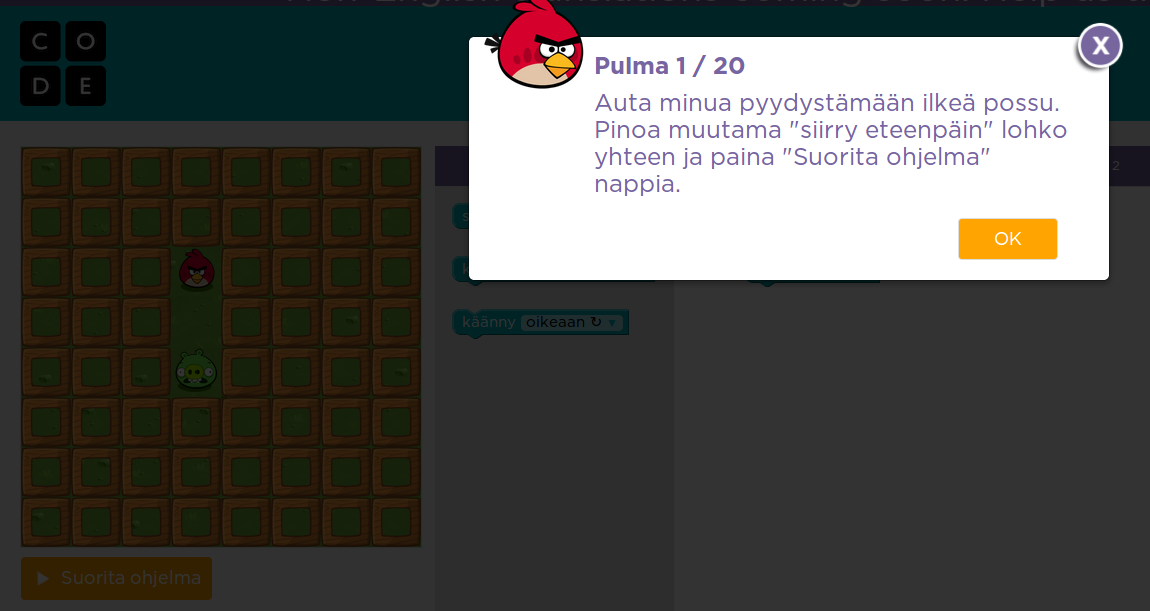 C O
D E
Pulma 1 / 20
X
Auta minua pyydystämään ilkeä possu.
Pinoa muutama "siirry eteenpäin" lohko
yhteen ja paina "Suorita ohjelma"
nappia.
OK
2
käänny oikeaan ↻ ▼
Suorita ohjelma